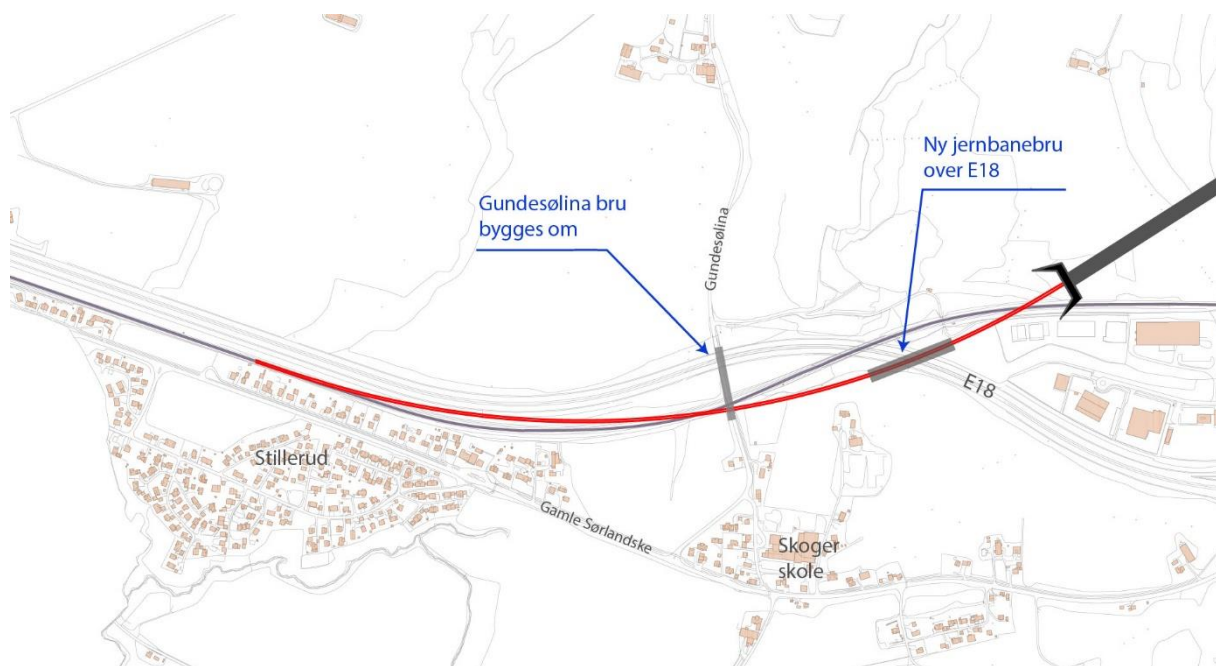 Ny jernbanebru
over E18
Gundesølina bru
bygges om
Gundesølina
E18
Stillerud
Gamle Sørlandske
Skoger
skole